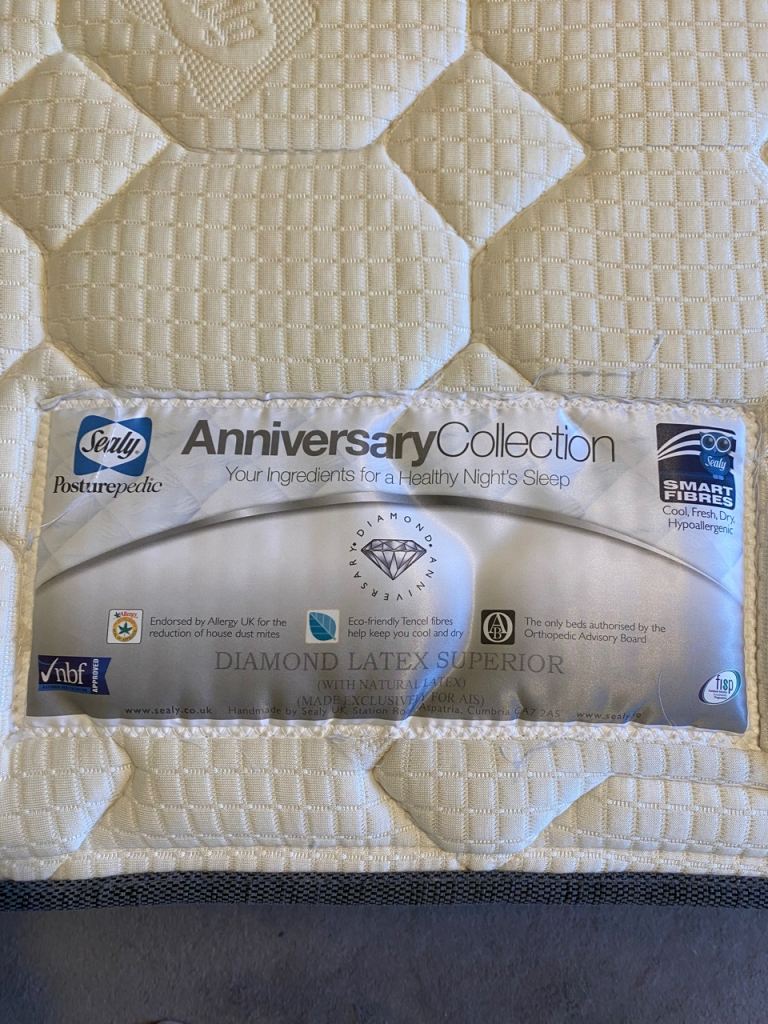 Sealy
Posturepedic
AnniversaryCollection
Your Ingredients for a Healthy Night's Sleep
Sealy
SMART
FIBRES
Cool, Fresh, Dry,
Hypoallergenic
DIAMOND ANNIVERSARY
Allergy
Endorsed by Allergy UK for the
reduction of house dust mites
Eco-friendly Tencel fibres
help keep you cool and dry
The only beds authorised by the
Orthopedic Advisory Board
nbf
APPROVED
DIAMOND LATEX SUPERIOR
(WITH NATURAL LATEX)
(MADE EXCLUSIVELY FOR AIS)
fisp
www.sealy.co.uk Handmade by Sealy UK, Station Road, Aspatria, Cumbria CA7 2AS www.sealy.ie